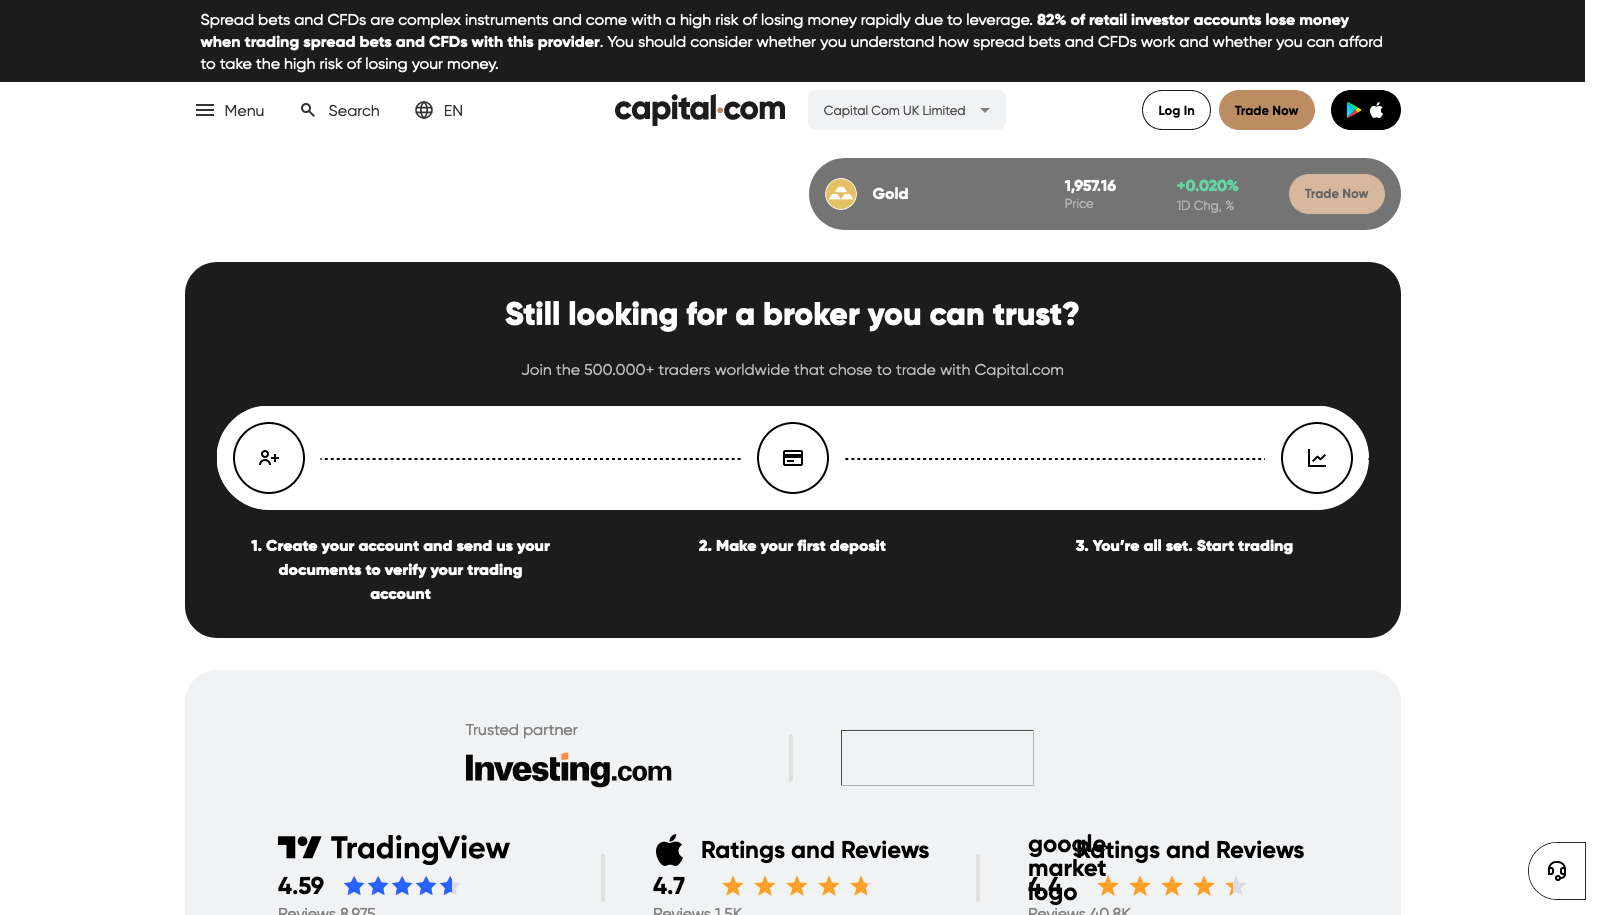 Spread bets and CFDs are complex instruments and come with a high risk of losing money rapidly due to leverage. 82% of retail investor accounts lose money
when trading spread bets and CFDs with this provider. You should consider whether you understand how spread bets and CFDs work and whether you can afford
to take the high risk of losing your money.
Menu
Search
EN
capital.com
Capital Com UK Limited
Log In
Trade Now
Gold
1,957.16
Price
+0.020%
1D Chg, %
Trade Now
Still looking for a broker you can trust?
Join the 500.000+ traders worldwide that chose to trade with Capital.com
1. Create your account and send us your
documents to verify your trading
account
2. Make your first deposit
3. You’re all set. Start trading
Trusted partner
Investing.com
TradingView
4.59
Reviews 8,975
Ratings and Reviews
4.7
Reviews 1.5K
google
market
logo
Ratings and Reviews
4.4
Reviews 40.8K